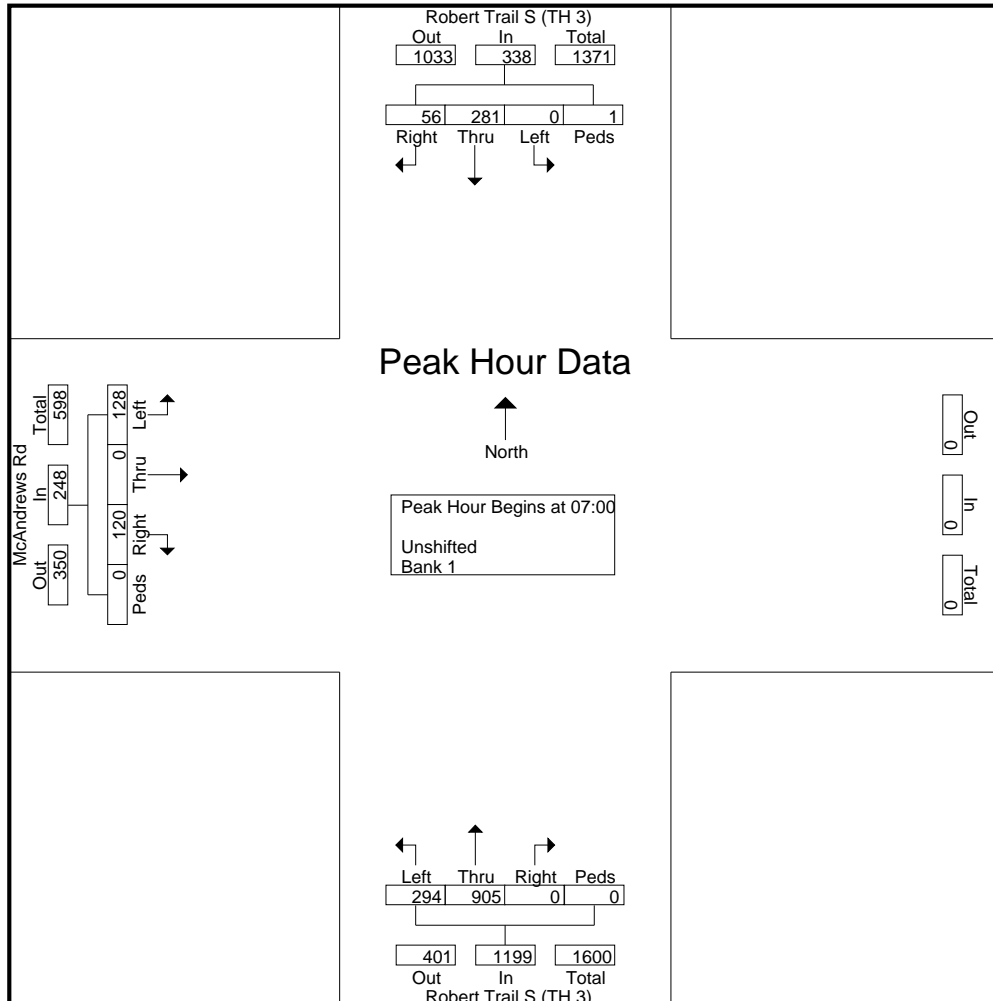 Robert Trail S (TH 3)
Out In Total
1033 338 1371
56 281 0 1
Right Thru Left Peds
Peak Hour Data
North
Peak Hour Begins at 07:00
Unshifted
Bank 1
McAndrews Rd
Out In Total
350 248 598
0 120 0 128
Peds Right Thru Left
Out In Total
0 0 0
Left Thru Right Peds
294 905 0 0
401 1199 1600
Out In Total
Robert Trail S (TH 3)